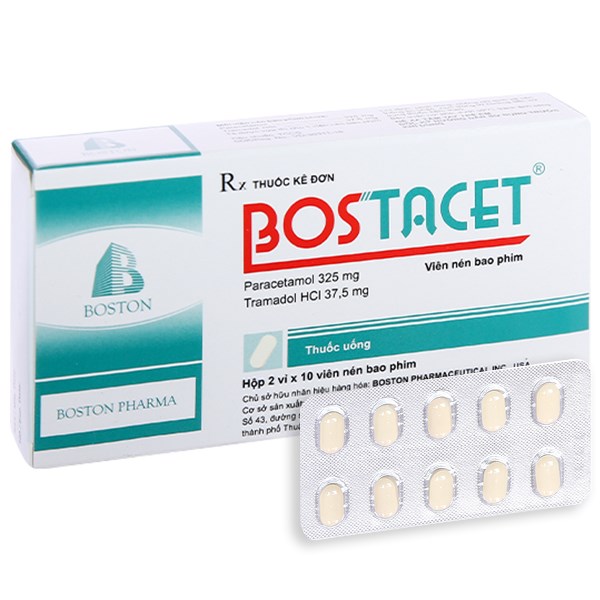 Rx THUỐC KÊ ĐƠN
BOSTACET®
Paracetamol 325 mg
Tramadol HCl 37,5 mg
Viên nén bao phim
Thuốc uống
Hộp 2 vỉ x 10 viên nén bao phim
Chủ sở hữu nhãn hiệu hàng hóa: BOSTON PHARMACEUTICAL INC., USA
Cơ sở sản xuất
Số 43, đường
thành phố
B
BOSTON
BOSTON PHARMA